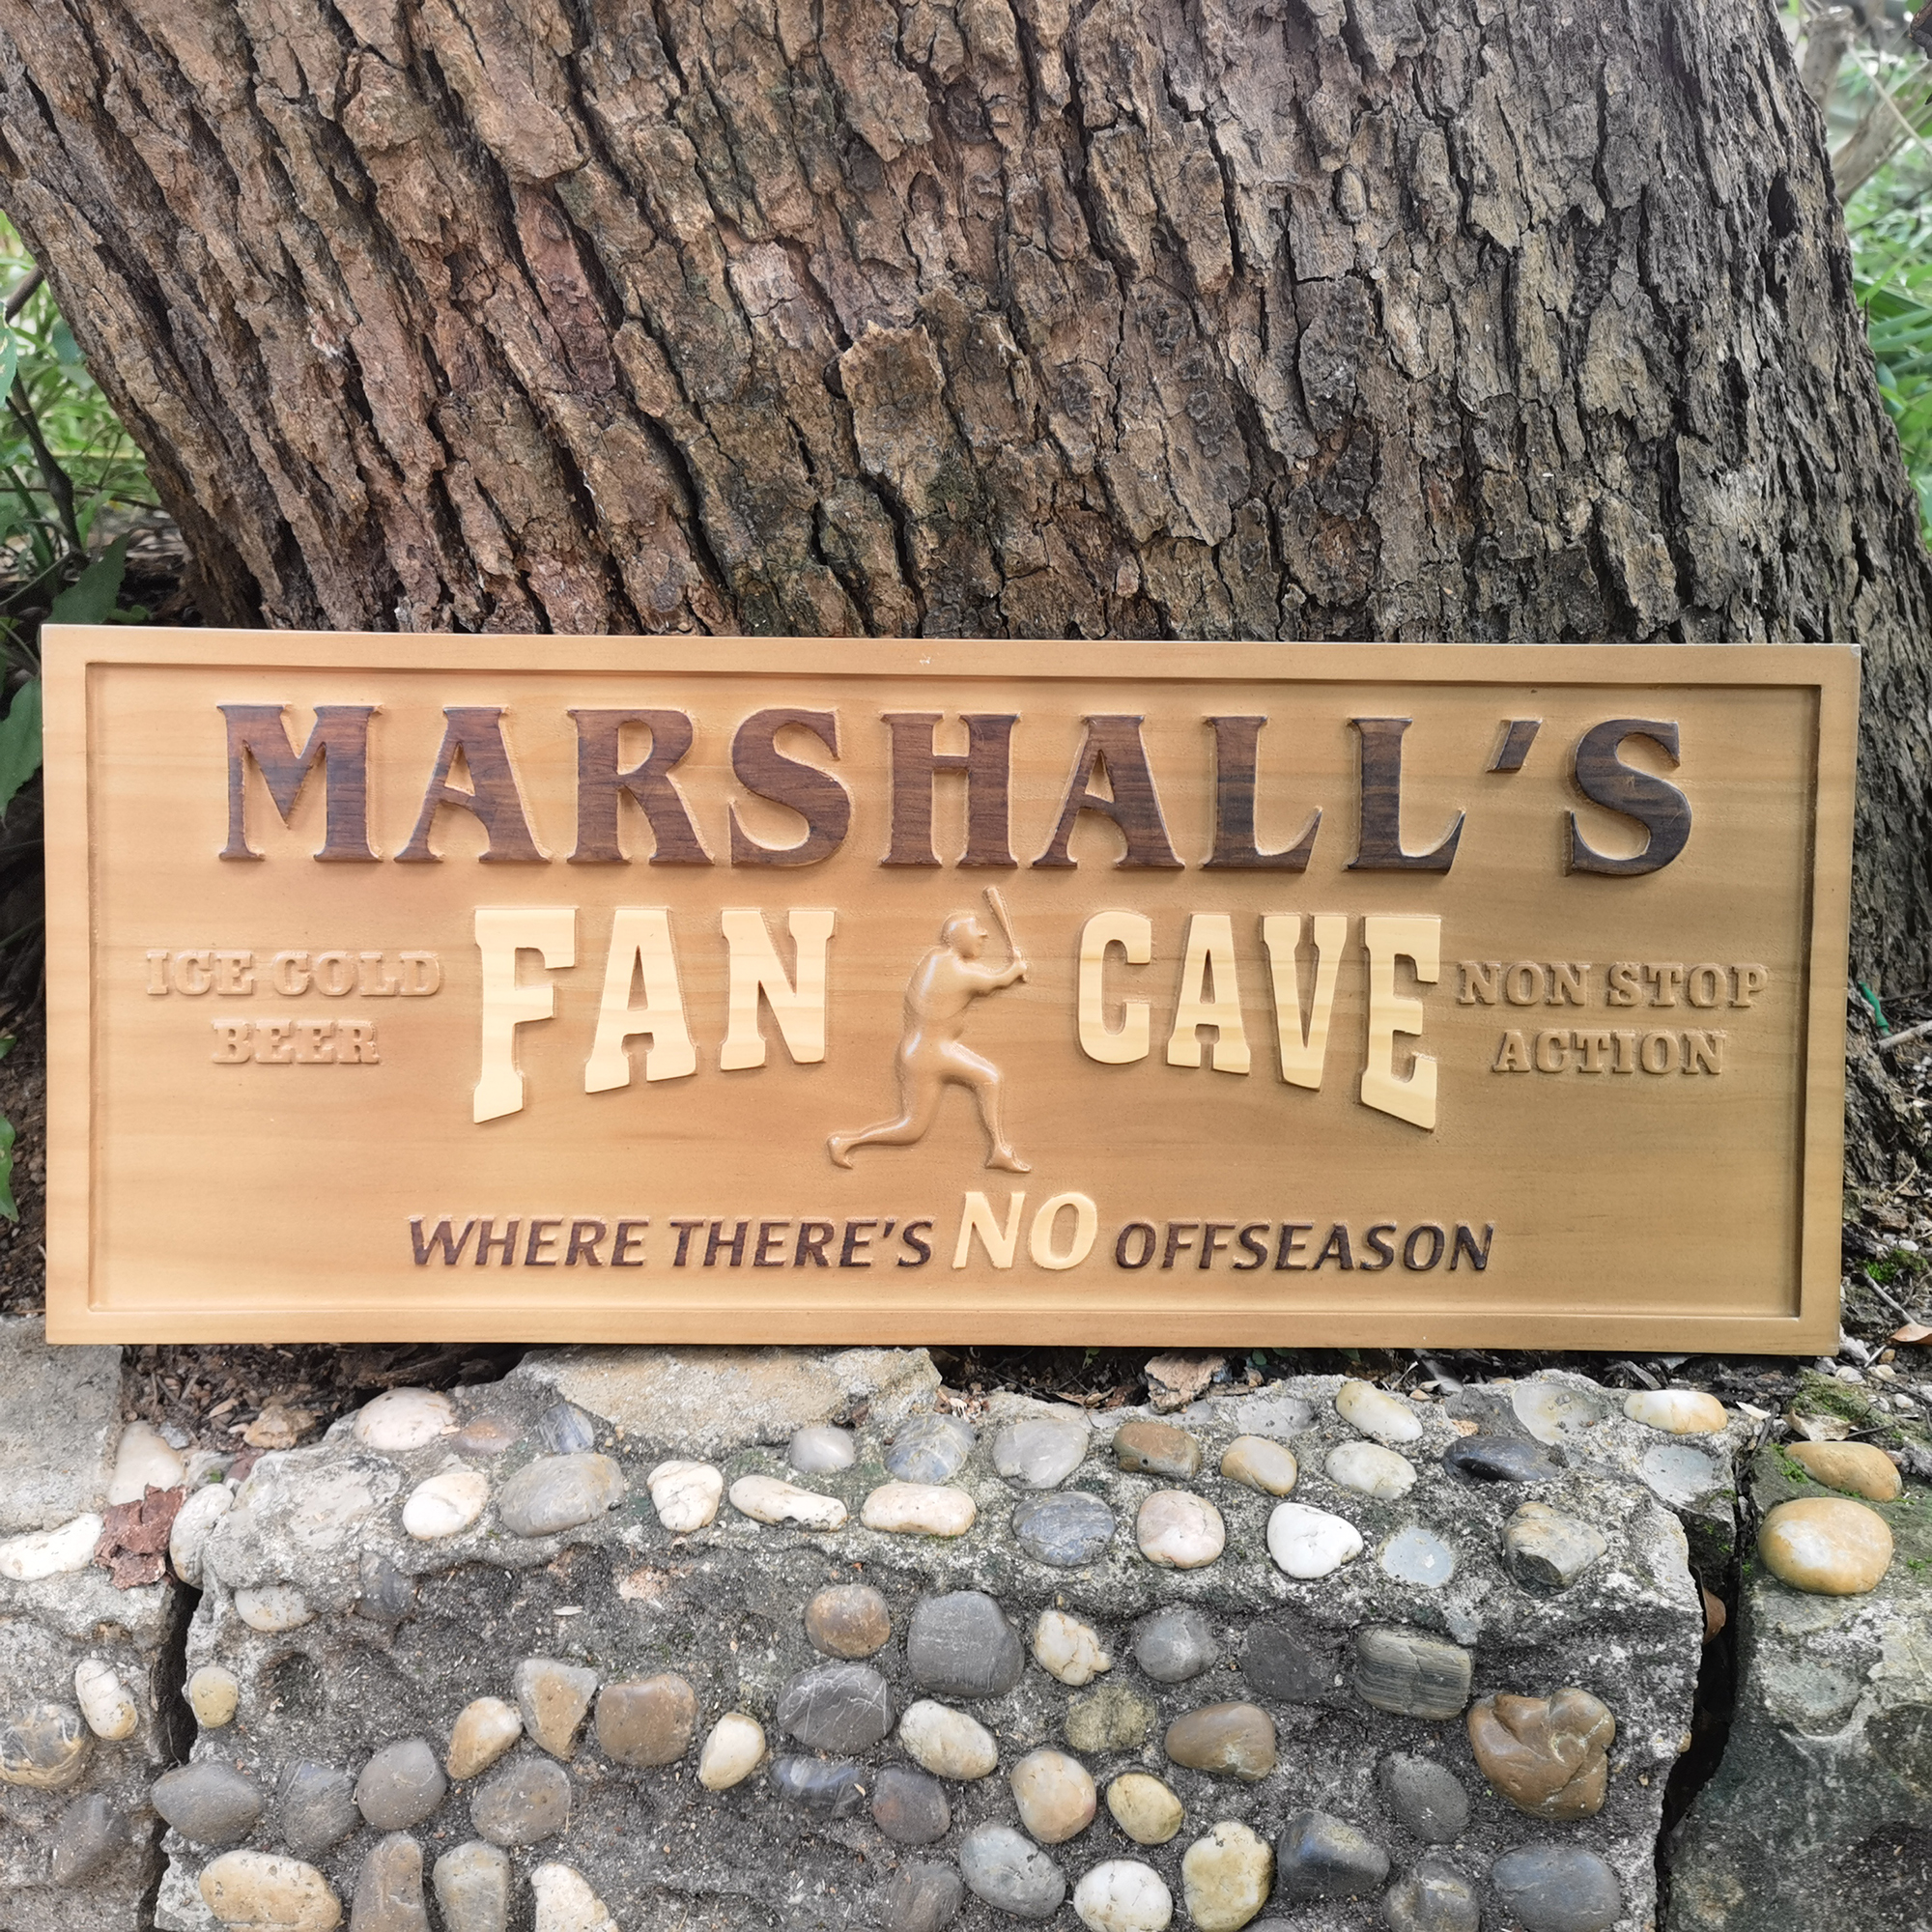 MARSHALL'S
FAN CAVE
ICE COLD
BEER
NON STOP
ACTION
WHERE THERE'S NO OFFSEASON